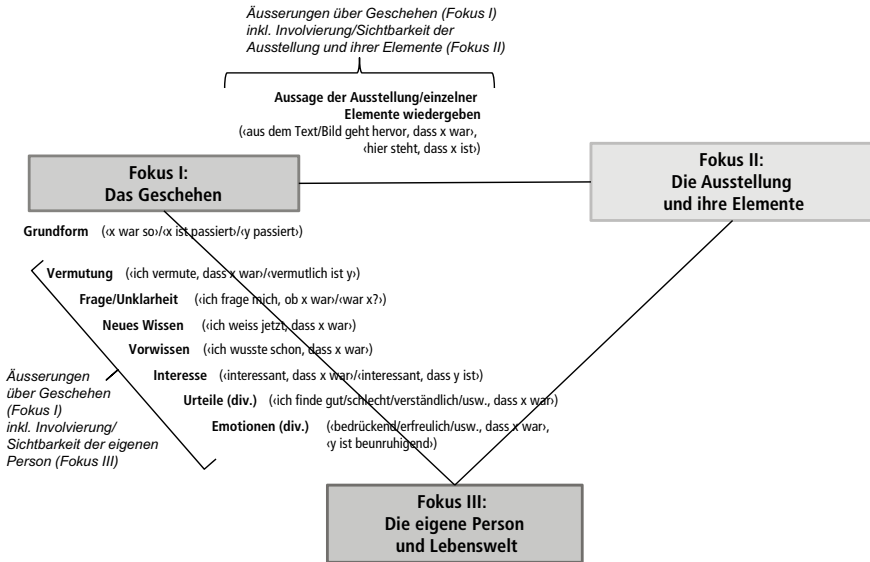 Äusserungen über Geschehen (Fokus I)
inkl. Involvierung/Sichtbarkeit der
Ausstellung und ihrer Elemente (Fokus II)
Aussage der Ausstellung/einzelner
Elemente wiedergeben
(‹aus dem Text/Bild geht hervor, dass x war›,
‹hier steht, dass x ist›)
Fokus I:
Das Geschehen
Fokus II:
Die Ausstellung
und ihre Elemente
Grundform (‹x war so›/‹x ist passiert›/‹y passiert›)
Vermutung (‹ich vermute, dass x war›/‹vermutlich ist y›)
Frage/Unklarheit (‹ich frage mich, ob x war›/‹war x?›)
Neues Wissen (‹ich weiss jetzt, dass x war›)
Vorwissen (‹ich wusste schon, dass x war›)
Interesse (‹interessant, dass x war›/‹interessant, dass y ist›)
Urteile (div.) (‹ich finde gut/schlecht/verständlich/usw., dass x war›)
Emotionen (div.) (‹bedrückend/erfreulich/usw., dass x war›,
‹y ist beunruhigend›)
Äusserungen
über Geschehen
(Fokus I)
inkl. Involvierung/
Sichtbarkeit der eigenen
Person (Fokus III)
Fokus III:
Die eigene Person
und Lebenswelt